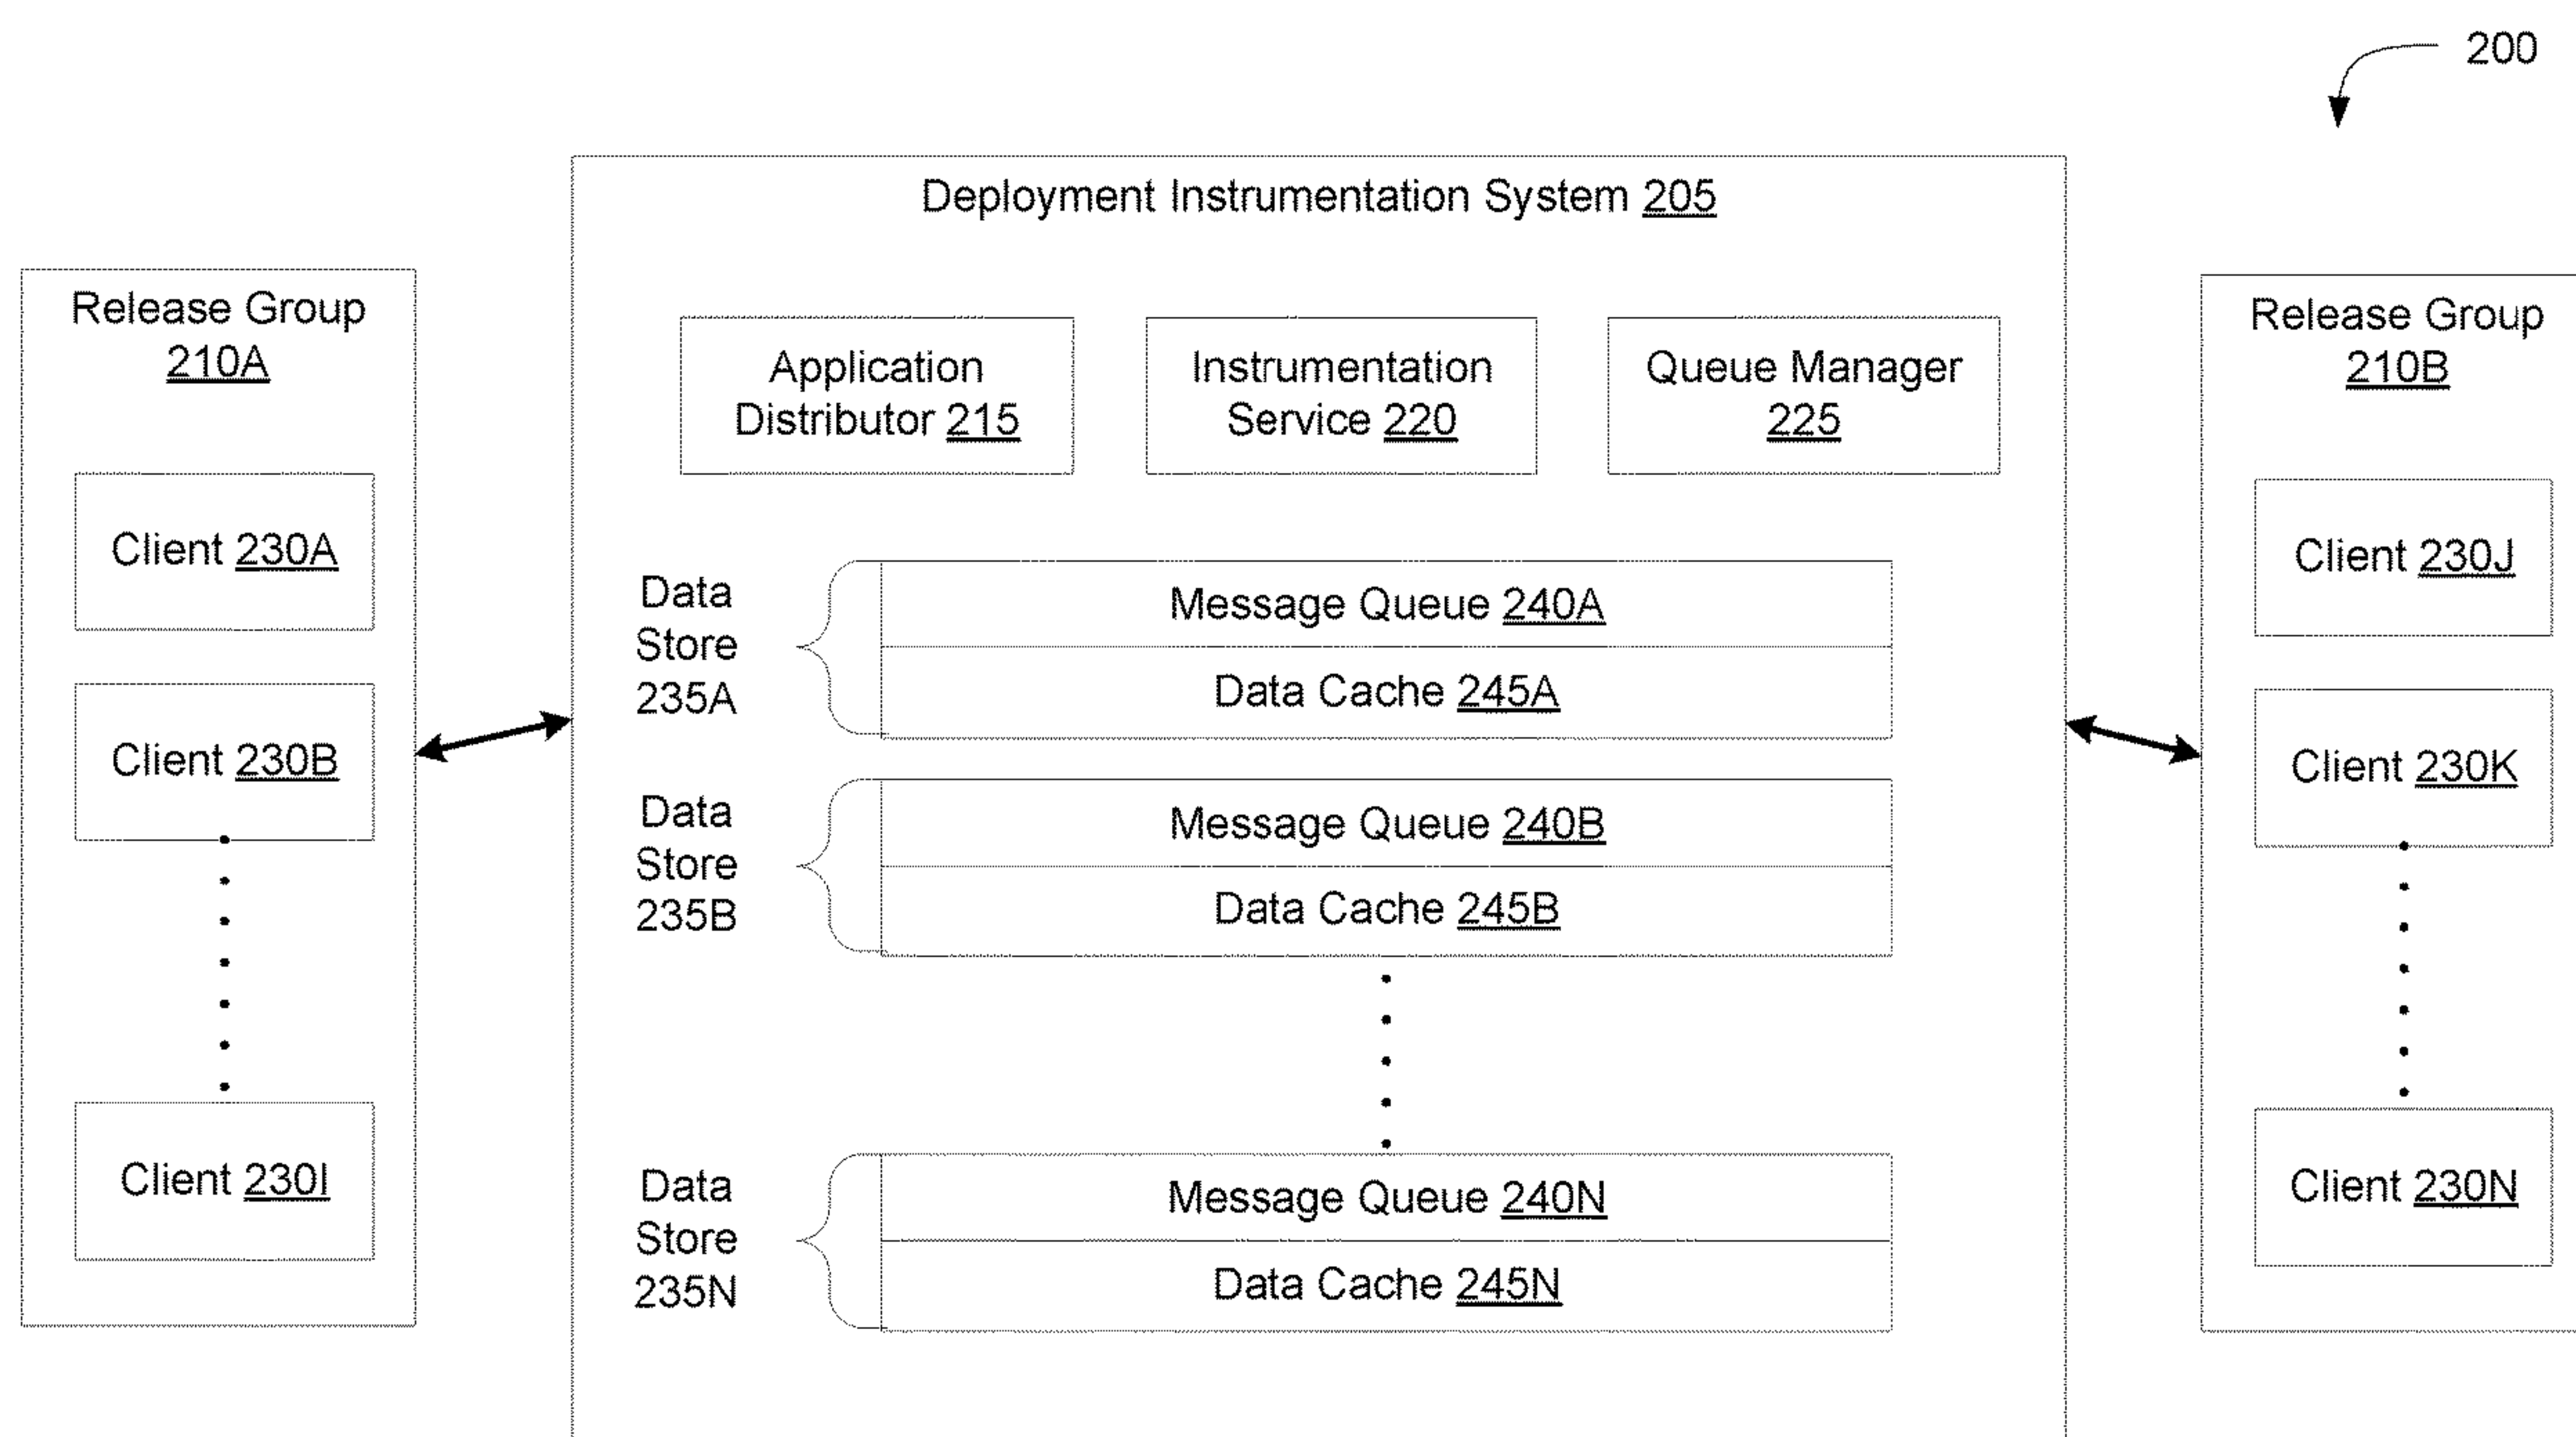 200
Deployment Instrumentation System 205
Release Group
210A
Client 230A
Client 230B
Client 230I
Application
Distributor 215
Instrumentation
Service 220
Queue Manager
225
Data
Store
235A
Message Queue 240A
Data Cache 245A
Data
Store
235B
Message Queue 240B
Data Cache 245B
Data
Store
235N
Message Queue 240N
Data Cache 245N
Release Group
210B
Client 230J
Client 230K
Client 230N